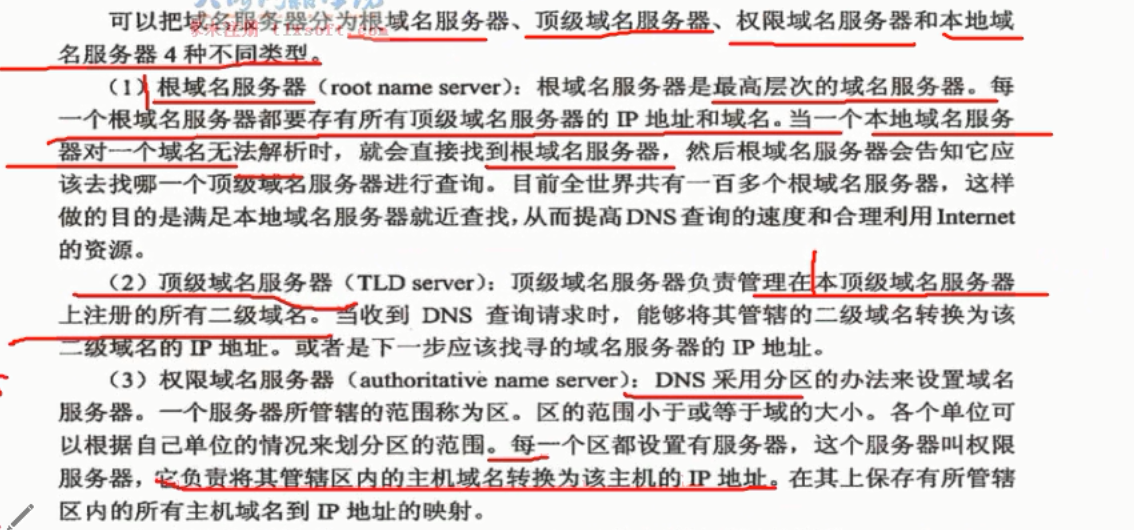 可以把域名服务器分为根域名服务器、顶级域名服务器、权限域名服务器和本地域
名服务器 4 种不同类型。
（1）根域名服务器（root name server）：根域名服务器是最高层次的域名服务器。每
一个根域名服务器都要存有所有顶级域名服务器的 IP 地址和域名。当一个本地域名服务
器对一个域名无法解析时，就会直接找到根域名服务器，然后根域名服务器会告知它应
该去找哪一个顶级域名服务器进行查询。目前全世界共有一百多个根域名服务器，这样
做的目的是满足本地域名服务器就近查找，从而提高 DNS 查询的速度和合理利用 Internet
的资源。
（2）顶级域名服务器（TLD server）：顶级域名服务器负责管理在本顶级域名服务器
上注册的所有二级域名。当收到 DNS 查询请求时，能够将其管辖的二级域名转换为该
二级域名的 IP 地址。或者是下一步应该找寻的域名服务器的 IP 地址。
（3）权限域名服务器（authoritative name server）：DNS 采用分区的办法来设置域名
服务器。一个服务器所管辖的范围称为区。区的范围小于或等于域的大小。各个单位可
以根据自己单位的情况来划分区的范围。每一个区都设置有服务器，这个服务器叫权限
服务器，它负责将其管辖区内的主机域名转换为该主机的 IP 地址。在其上保存有所管辖
区内的所有主机域名到 IP 地址的映射。